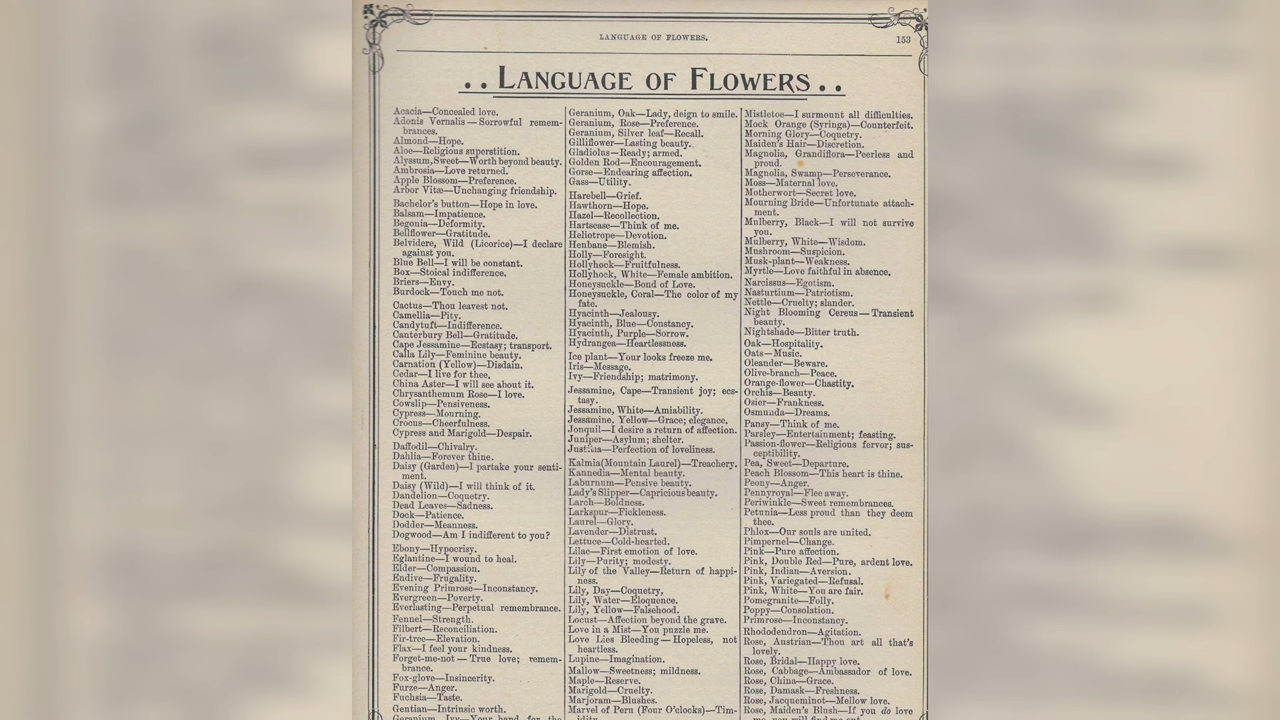 LANGUAGE OF FLOWERS.
153
. . LANGUAGE OF FLOWERS . .
Acacia—Concealed love.
Adonis Vernalis—Sorrowful remem-
brances.
Almond—Hope.
Aloe—Religious superstition.
Alyssum, Sweet—Worth beyond beauty.
Ambrosia—Love returned.
Apple Blossom—Preference.
Arbor Vitæ—Unchanging friendship.
Bachelor's button—Hope in love.
Balsam—Impatience.
Begonia—Deformity.
Bellflower—Gratitude.
Belvidere, Wild (Licorice)—I declare
against you.
Blue Bell—I will be constant.
Box—Stoical indifference.
Briers—Envy.
Burdock—Touch me not.
Cactus—Thou leavest not.
Camellia—Pity.
Candytuft—Indifference.
Canterbury Bell—Gratitude.
Cape Jessamine—Ecstasy; transport.
Calla Lily—Feminine beauty.
Carnation (Yellow)—Disdain.
Cedar—I live for thee.
China Aster—I will see about it.
Chrysanthemum Rose—I love.
Cowslip—Pensiveness.
Cypress—Mourning.
Crocus—Cheerfulness.
Cypress and Marigold—Despair.
Daffodil—Chivalry.
Dahlia—Forever thine.
Daisy (Garden)—I partake your senti-
ment.
Daisy (Wild)—I will think of it.
Dandelion—Coquetry.
Dead Leaves—Sadness.
Dock—Patience.
Dodder—Meanness.
Dogwood—Am I indifferent to you?
Ebony—Hypocrisy.
Eglantine—I wound to heal.
Elder—Compassion.
Endive—Frugality.
Evening Primrose—Inconstancy.
Evergreen—Poverty.
Everlasting—Perpetual remembrance.
Fennel—Strength.
Filbert—Reconciliation.
Fir-tree—Elevation.
Flax—I feel your kindness.
Forget-me-not—True love; remem-
brance.
Fox-glove—Insincerity.
Furze—Anger.
Fuchsia—Taste.
Gentian—Intrinsic worth.
Geranium, Ivy—Your hand for the
Geranium, Oak—Lady, deign to smile.
Geranium, Rose—Preference.
Geranium, Silver leaf—Recall.
Gilliflower—Lasting beauty.
Gladiolus—Ready; armed.
Golden Rod—Encouragement.
Gorse—Endearing affection.
Gass—Utility.
Harebell—Grief.
Hawthorn—Hope.
Hazel—Recollection.
Hartsease—Think of me.
Heliotrope—Devotion.
Henbane—Blemish.
Holly—Foresight.
Hollyhock—Fruitfulness.
Hollyhock, White—Female ambition.
Honeysuckle—Bond of Love.
Honeysuckle, Coral—The color of my
fate.
Hyacinth—Jealousy.
Hyacinth, Blue—Constancy.
Hyacinth, Purple—Sorrow.
Hydrangea—Heartlessness.
Ice plant—Your looks freeze me.
Iris—Message.
Ivy—Friendship; matrimony.
Jessamine, Cape—Transient joy; ecs-
tasy.
Jessamine, White—Amiability.
Jessamine, Yellow—Grace; elegance.
Jonquil—I desire a return of affection.
Juniper—Asylum; shelter.
Justicia—Perfection of loveliness.
Kalmia(Mountain Laurel)—Treachery.
Kannedia—Mental beauty.
Laburnum—Pensive beauty.
Lady's Slipper—Capricious beauty.
Larch—Boldness.
Larkspur—Fickleness.
Laurel—Glory.
Lavender—Distrust.
Lettuce—Cold-hearted.
Lilac—First emotion of love.
Lily—Purity; modesty.
Lily of the Valley—Return of happi-
ness.
Lily, Day—Coquetry,
Lily, Water—Eloquence.
Lily, Yellow—Falsehood.
Locust—Affection beyond the grave.
Love in a Mist—You puzzle me.
Love Lies Bleeding—Hopeless, not
heartless.
Lupine—Imagination.
Mallow—Sweetness; mildness.
Maple—Reserve.
Marigold—Cruelty.
Marjoram—Blushes.
Marvel of Peru (Four O'clocks)—Tim-
idity.
Mistletoe—I surmount all difficulties.
Mock Orange (Syringa)—Counterfeit.
Morning Glory—Coquetry.
Maiden's Hair—Discretion.
Magnolia, Grandiflora—Peerless and
proud.
Magnolia, Swamp—Perseverance.
Moss—Maternal love.
Motherwort—Secret love.
Mourning Bride—Unfortunate attach-
ment.
Mulberry, Black—I will not survive
you.
Mulberry, White—Wisdom.
Mushroom—Suspicion.
Musk-plant—Weakness.
Myrtle—Love faithful in absence.
Narcissus—Egotism.
Nasturtium—Patriotism.
Nettle—Cruelty; slander.
Night Blooming Cereus—Transient
beauty.
Nightshade—Bitter truth.
Oak—Hospitality.
Oats—Music.
Oleander—Beware.
Olive-branch—Peace.
Orange-flower—Chastity.
Orchis—Beauty.
Osier—Frankness.
Osmunda—Dreams.
Pansy—Think of me.
Parsley—Entertainment; feasting.
Passion-flower—Religious fervor; sus-
ceptibility.
Pea, Sweet—Departure.
Peach Blossom—This heart is thine.
Peony—Anger.
Pennyroyal—Flee away.
Periwinkle—Sweet remembrances.
Petunia—Less proud than they deem
thee.
Phlox—Our souls are united.
Pimpernel—Change.
Pink—Pure affection.
Pink, Double Red—Pure, ardent love.
Pink, Indian—Aversion.
Pink, Variegated—Refusal.
Pink, White—You are fair.
Pomegranite—Folly.
Poppy—Consolation.
Primrose—Inconstancy.
Rhododendron—Agitation.
Rose, Austrian—Thou art all that's
lovely.
Rose, Bridal—Happy love.
Rose, Cabbage—Ambassador of love.
Rose, China—Grace.
Rose, Damask—Freshness.
Rose, Jacqueminot—Mellow love.
Rose, Maiden's Blush—If you do love
me, you will find me out.